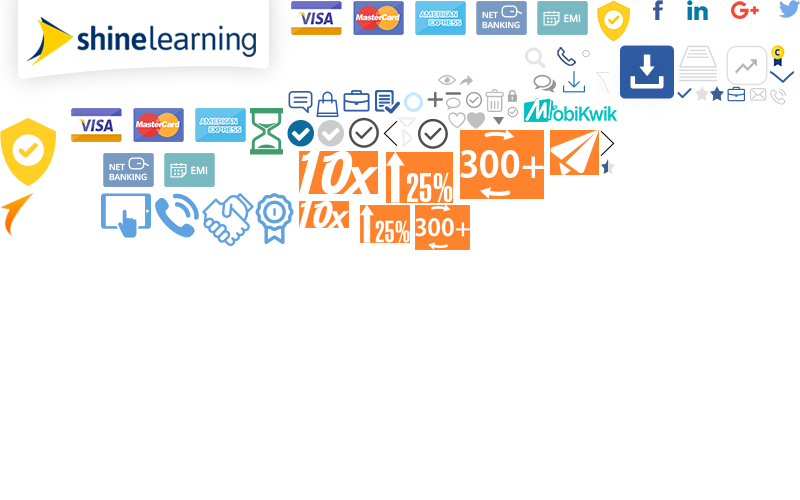 shinelearning
VISA
MasterCard
AMERICAN
EXPRESS
NET
BANKING
EMI
f
in
G+
C
MobiKwik
VISA
MasterCard
AMERICAN
EXPRESS
NET
BANKING
EMI
10x
25%
300+
1
10x
25%
300+